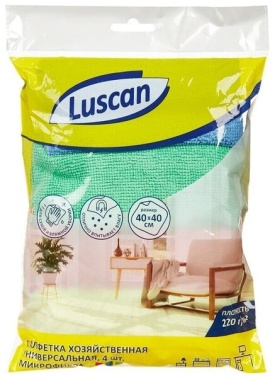 Luscan
размер
40×40
СМ
ПЛОТНОСТЬ
220 г/м²
САЛФЕТКА ХОЗЯЙСТВЕННАЯ
УНИВЕРСАЛЬНАЯ, 4 шт.
МИКРОФИБРА